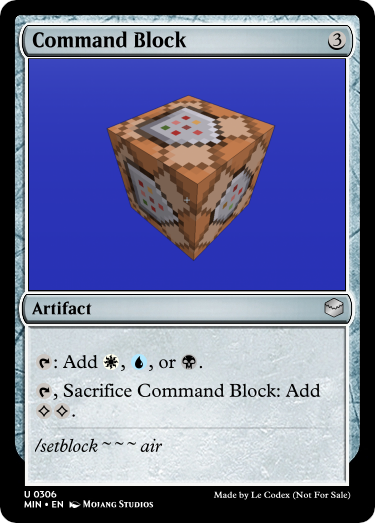 Command Block 3
Artifact
: Add , , or .
, Sacrifice Command Block: Add
.
/setblock ~ ~ ~ air
U 0306
MIN • EN Mojang Studios
Made by Le Codex (Not For Sale)